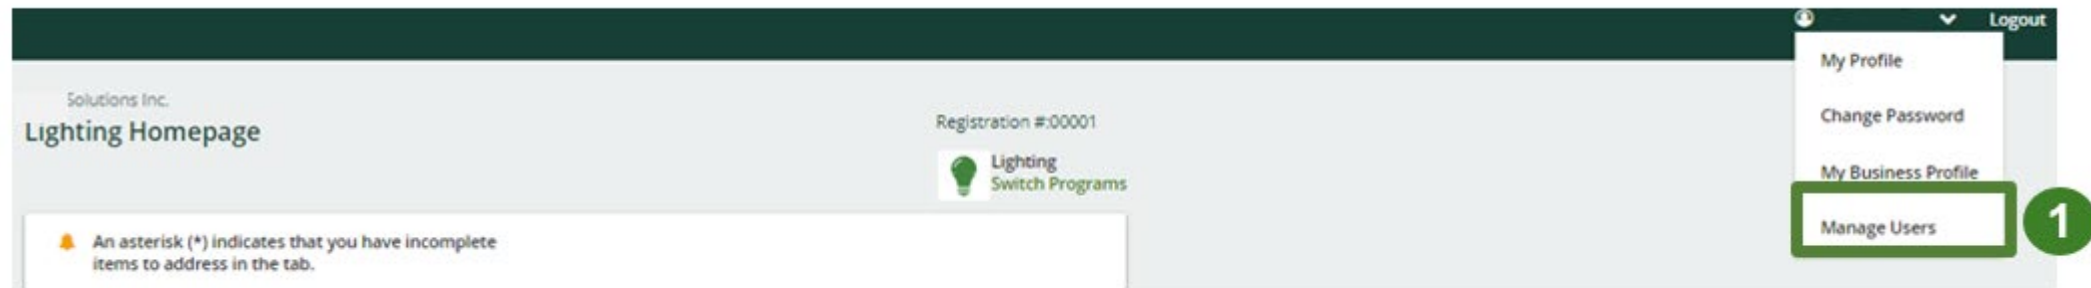 Logout
My Profile
Change Password
My Business Profile
Manage Users
1
Solutions Inc.
Lighting Homepage
Registration #:00001
Lighting
Switch Programs
An asterisk (*) indicates that you have incomplete
items to address in the tab.